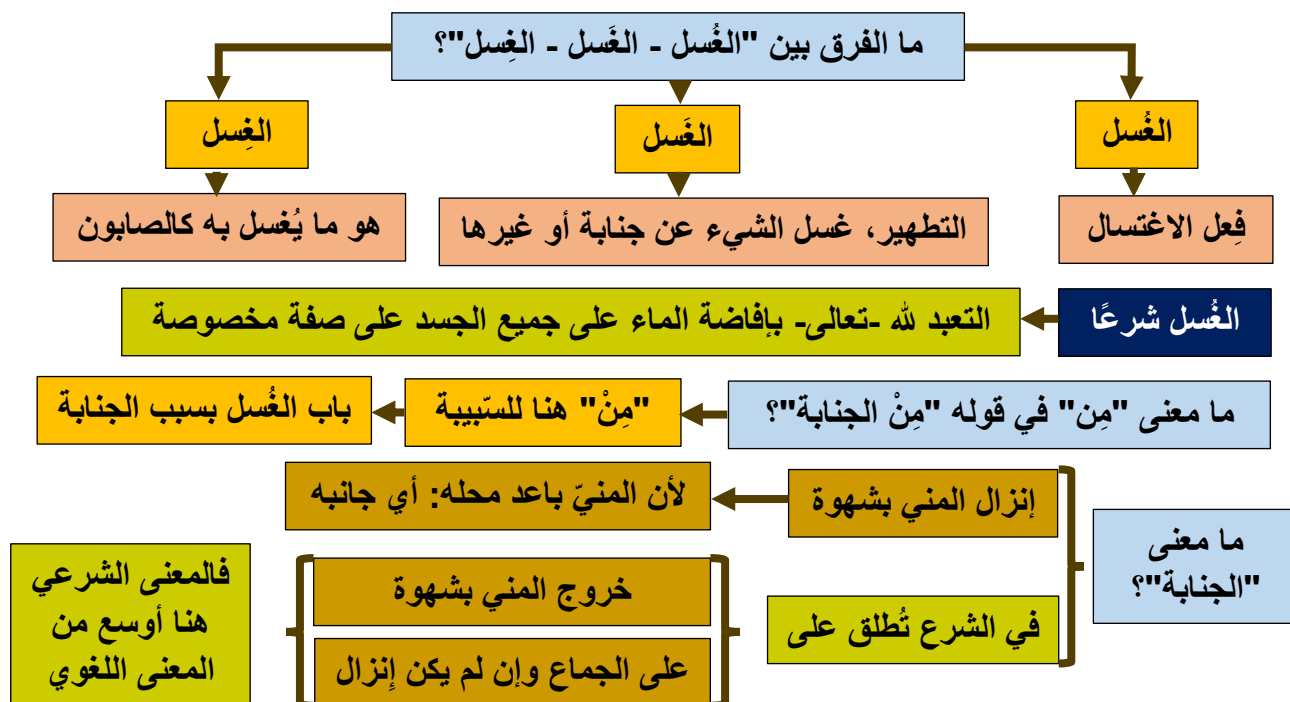 ما الفرق بين "الغُسل - الغَسل - الغِسل"؟
الغُسل
الغَسل
الغِسل
فِعل الاغتسال
التطهير، غسل الشيء عن جنابة أو غيرها
هو ما يُغسل به كالصابون
الغُسل شرعًا
التعبد لله -تعالى- بإفاضة الماء على جميع الجسد على صفة مخصوصة
ما معنى "مِن" في قوله "مِنْ الجنابة"؟
"مِنْ" هنا للسّببية
باب الغُسل بسبب الجنابة
ما معنى
"الجنابة"؟
إنزال المني بشهوة
لأن المنيّ باعد محله: أي جانبه
في الشرع تُطلق على
خروج المني بشهوة
على الجماع وإن لم يكن إِنزال
فالمعنى الشرعي
هنا أوسع من
المعنى اللغوي